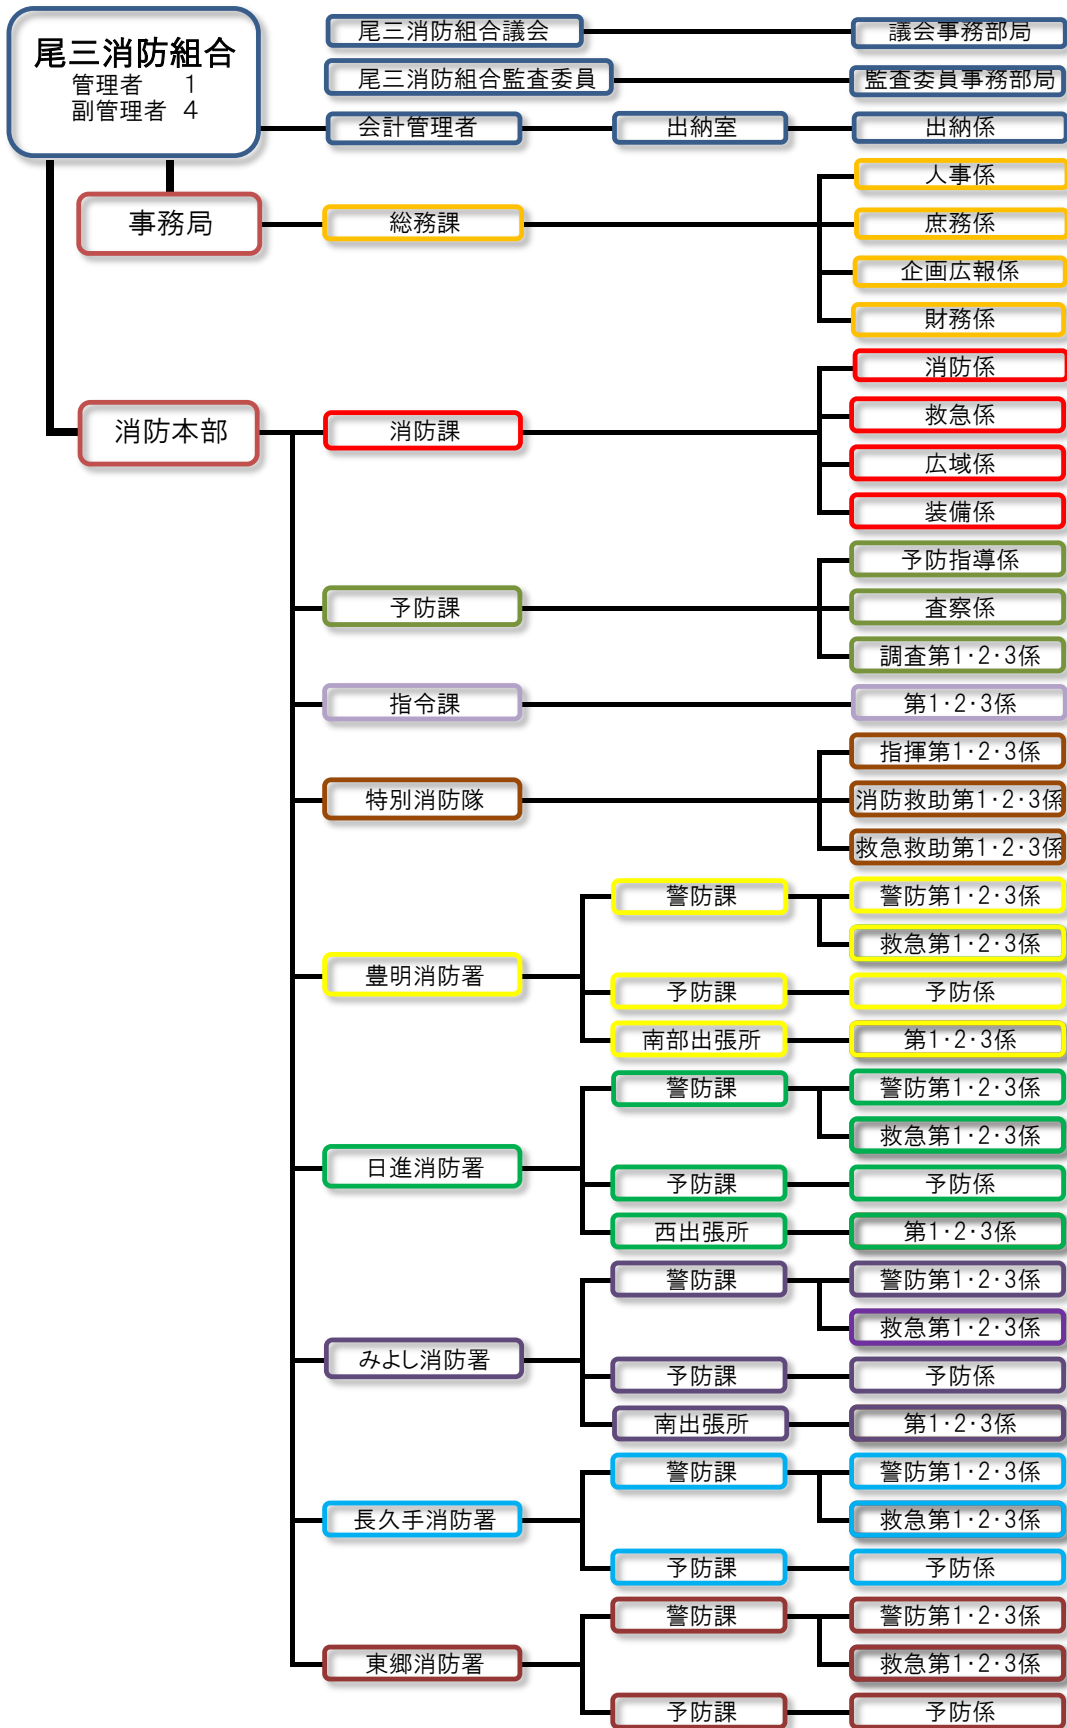 尾三消防組合
管理者 1
副管理者 4
尾三消防組合議会
議会事務部局
尾三消防組合監査委員
監査委員事務部局
会計管理者
出納室
出納係
事務局
総務課
人事係
庶務係
企画広報係
財務係
消防本部
消防課
消防係
救急係
広域係
装備係
予防課
予防指導係
査察係
調査第1・2・3係
指令課
第1・2・3係
特別消防隊
指揮第1・2・3係
消防救助第1・2・3係
救急救助第1・2・3係
豊明消防署
警防課
警防第1・2・3係
救急第1・2・3係
予防課
予防係
南部出張所
第1・2・3係
日進消防署
警防課
警防第1・2・3係
救急第1・2・3係
予防課
予防係
西出張所
第1・2・3係
みよし消防署
警防課
警防第1・2・3係
救急第1・2・3係
予防課
予防係
南出張所
第1・2・3係
長久手消防署
警防課
警防第1・2・3係
救急第1・2・3係
予防課
予防係
東郷消防署
警防課
警防第1・2・3係
救急第1・2・3係
予防課
予防係